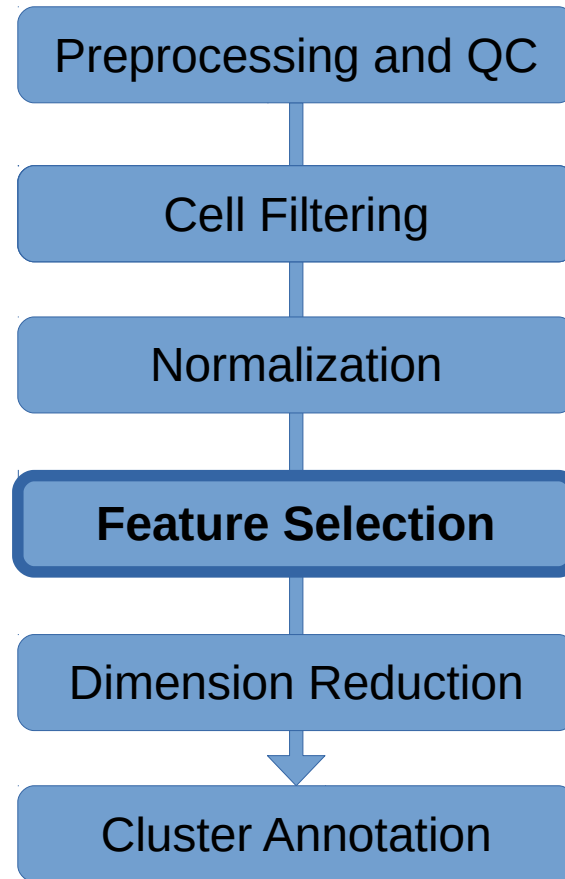 Preprocessing and QC
Cell Filtering
Normalization
Feature Selection
Dimension Reduction
Cluster Annotation